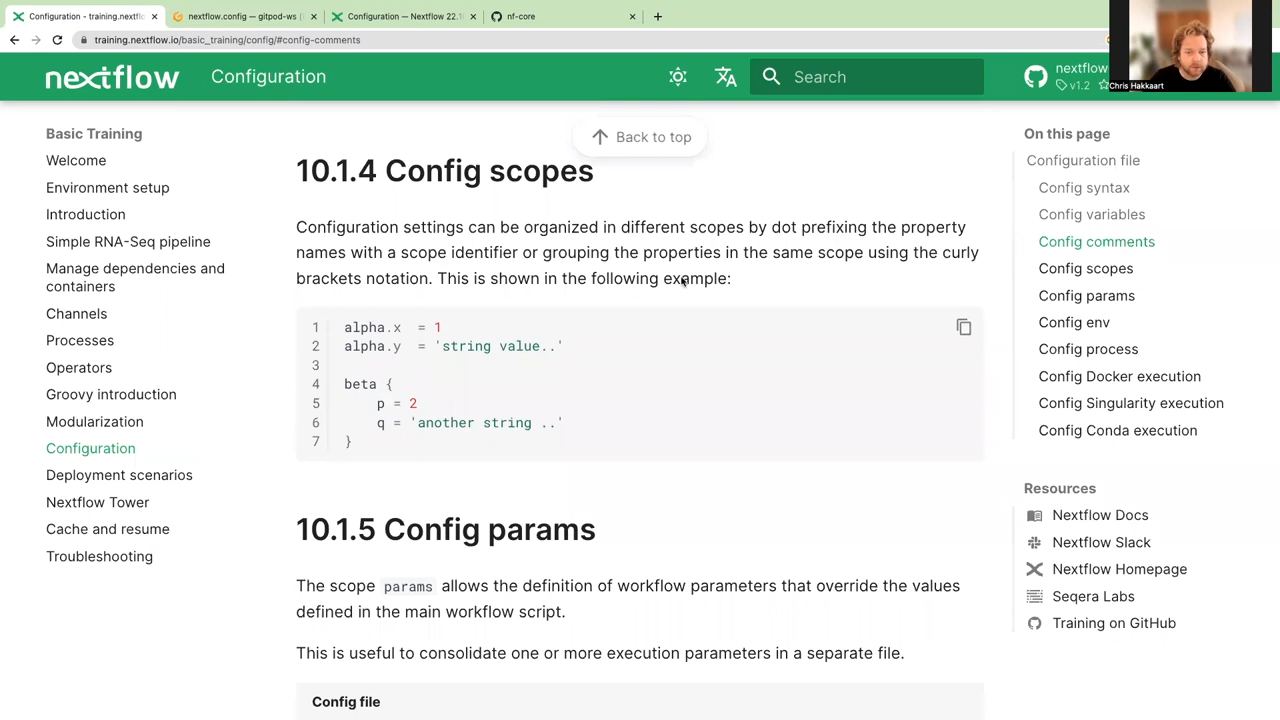 Configuration - training.nextflo
nextflow.config — gitpod-ws [
Configuration — Nextflow 22.1
nf-core
training.nextflow.io/basic_training/config/#config-comments
nextflow
Configuration
Search
nextflow
v1.2
Chris Hakkaart
Basic Training
Welcome
Environment setup
Introduction
Simple RNA-Seq pipeline
Manage dependencies and
containers
Channels
Processes
Operators
Groovy introduction
Modularization
Configuration
Deployment scenarios
Nextflow Tower
Cache and resume
Troubleshooting
Back to top
10.1.4 Config scopes
Configuration settings can be organized in different scopes by dot prefixing the property
names with a scope identifier or grouping the properties in the same scope using the curly
brackets notation. This is shown in the following example:
1 alpha.x = 1
2 alpha.y = 'string value..'
3
4 beta {
5 p = 2
6 q = 'another string ..'
7 }
10.1.5 Config params
The scope params allows the definition of workflow parameters that override the values
defined in the main workflow script.
This is useful to consolidate one or more execution parameters in a separate file.
Config file
On this page
Configuration file
Config syntax
Config variables
Config comments
Config scopes
Config params
Config env
Config process
Config Docker execution
Config Singularity execution
Config Conda execution
Resources
Nextflow Docs
Nextflow Slack
Nextflow Homepage
Seqera Labs
Training on GitHub